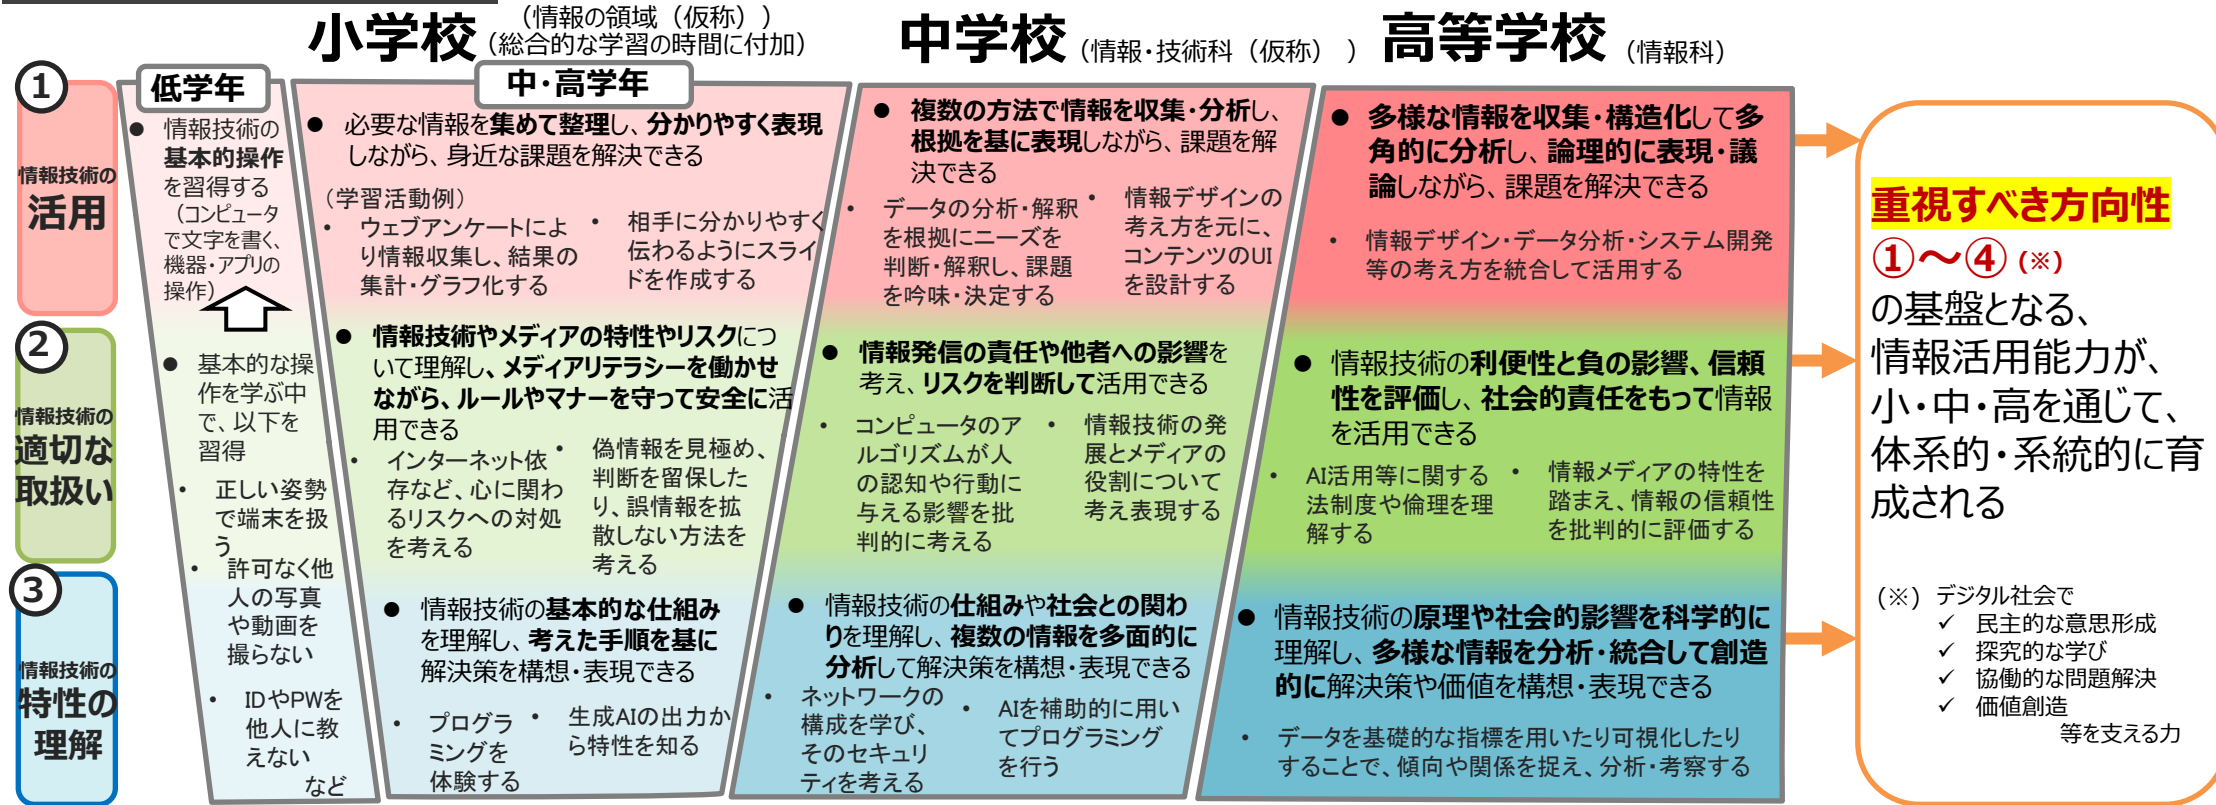 小学校
（情報の領域（仮称））
（総合的な学習の時間に付加）
中学校
（情報・技術科（仮称））
高等学校
（情報科）
①
情報技術の
活用
②
情報技術の
適切な
取扱い
③
情報技術の
特性の
理解
低学年
● 情報技術の
基本的操作
を習得する
（コンピュータ
で文字を書く、
機器・アプリの
操作）
● 基本的な操
作を学ぶ中
で、以下を
習得
・ 正しい姿勢
で端末を扱
う
・ 許可なく他
人の写真
や動画を
撮らない
・ IDやPWを
他人に教
えない
など
中・高学年
● 必要な情報を集めて整理し、分かりやすく表現
しながら、身近な課題を解決できる
（学習活動例）
・ ウェブアンケートによ
り情報収集し、結果の
集計・グラフ化する
・ 相手に分かりやすく
伝わるようにスライ
ドを作成する
● 情報技術やメディアの特性やリスクにつ
いて理解し、メディアリテラシーを働かせ
ながら、ルールやマナーを守って安全に活
用できる
・ インターネット依
存など、心に関わ
るリスクへの対処
を考える
・ 偽情報を見極め、
判断を留保した
り、誤情報を拡
散しない方法を
考える
● 情報技術の基本的な仕組み
を理解し、考えた手順を基に
解決策を構想・表現できる
・ プログラ
ミングを
体験する
・ 生成AIの出力か
ら特性を知る
● 複数の方法で情報を収集・分析し、
根拠を基に表現しながら、課題を解
決できる
・ データの分析・解釈
を根拠にニーズを
判断・解釈し、課題
を吟味・決定する
・ 情報デザインの
考え方を元に、
コンテンツのUI
を設計する
● 情報発信の責任や他者への影響を
考え、リスクを判断して活用できる
・ コンピュータのア
ルゴリズムが人
の認知や行動に
与える影響を批
判的に考える
・ 情報技術の発
展とメディアの
役割について
考え表現する
● 情報技術の仕組みや社会との関わ
りを理解し、複数の情報を多面的に
分析して解決策を構想・表現できる
・ ネットワークの
構成を学び、
そのセキュリ
ティを考える
・ AIを補助的に用い
てプログラミング
を行う
● 多様な情報を収集・構造化して多
角的に分析し、論理的に表現・議
論しながら、課題を解決できる
・ 情報デザイン・データ分析・システム開発
等の考え方を統合して活用する
● 情報技術の利便性と負の影響、信頼
性を評価し、社会的責任をもって情報
を活用できる
・ AI活用等に関する
法制度や倫理を理
解する
・ 情報メディアの特性を
踏まえ、情報の信頼性
を批判的に評価する
● 情報技術の原理や社会的影響を科学的に
理解し、多様な情報を分析・統合して創造
的に解決策や価値を構想・表現できる
・ データを基礎的な指標を用いたり可視化したり
することで、傾向や関係を捉え、分析・考察する
重視すべき方向性
①～④（※）
の基盤となる、
情報活用能力が、
小・中・高を通じて、
体系的・系統的に育
成される
（※）デジタル社会で
✓ 民主的な意思形成
✓ 探究的な学び
✓ 協働的な問題解決
✓ 価値創造
等を支える力